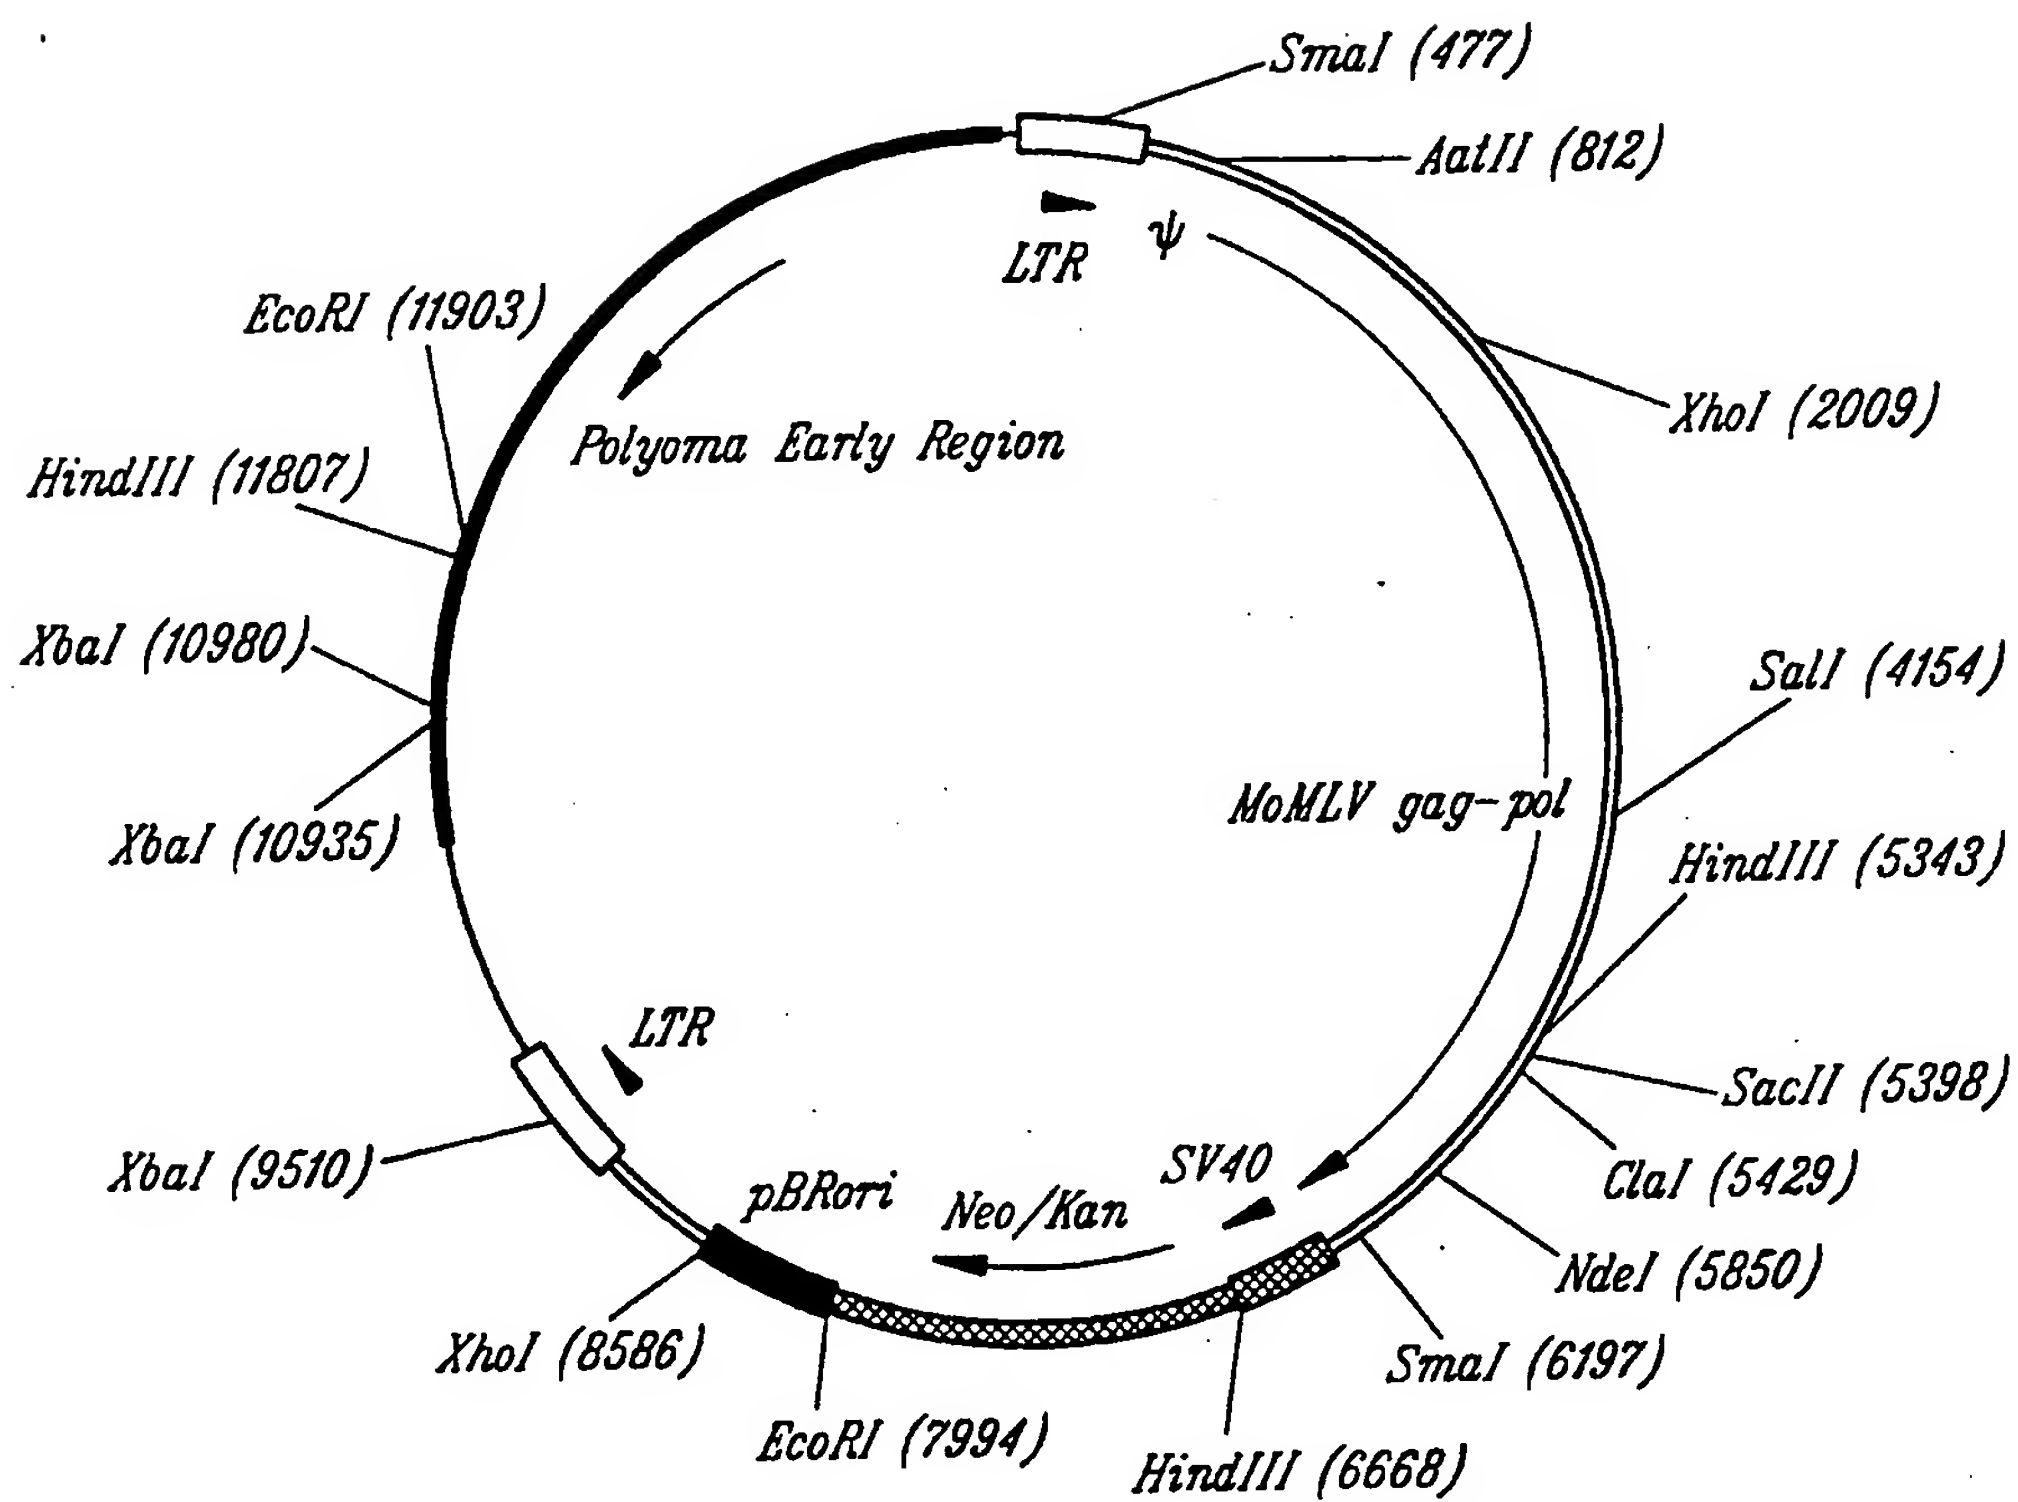 SmaI (477)
AatII (812)
LTR
ψ
EcoRI (11903)
XhoI (2009)
Polyoma Early Region
HindIII (11807)
XbaI (10980)
SalI (4154)
MoMLV gag-pol
XbaI (10935)
HindIII (5343)
LTR
SacII (5398)
XbaI (9510)
pBRori
Neo/Kan
SV40
ClaI (5429)
NdeI (5850)
XhoI (8586)
SmaI (6197)
EcoRI (7994)
HindIII (6668)